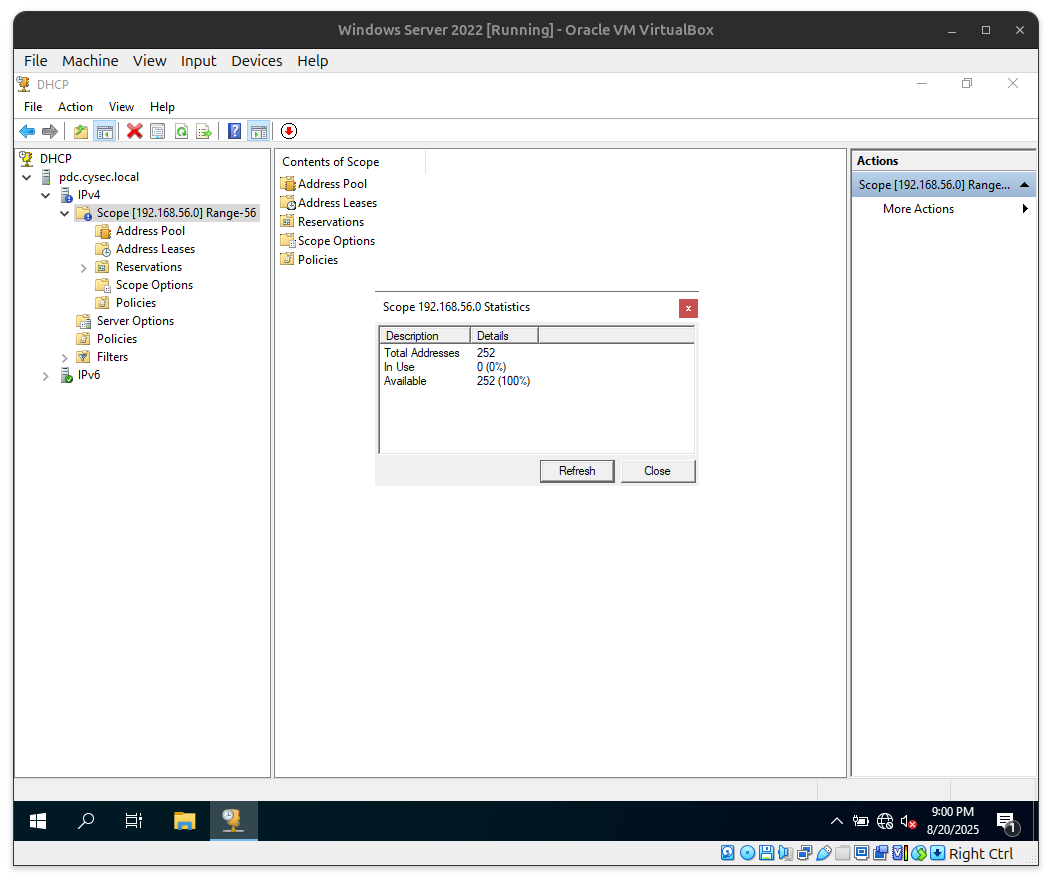 Windows Server 2022 [Running] - Oracle VM VirtualBox
File Machine View Input Devices Help
DHCP
File Action View Help
DHCP
pdc.cysec.local
IPv4
Scope [192.168.56.0] Range-56
Address Pool
Address Leases
Reservations
Scope Options
Policies
Server Options
Policies
Filters
IPv6
Contents of Scope
Address Pool
Address Leases
Reservations
Scope Options
Policies
Scope 192.168.56.0 Statistics
Description Details
Total Addresses 252
In Use 0 (0%)
Available 252 (100%)
Refresh Close
Actions
Scope [192.168.56.0] Range...
More Actions
9:00 PM
8/20/2025
1
Right Ctrl